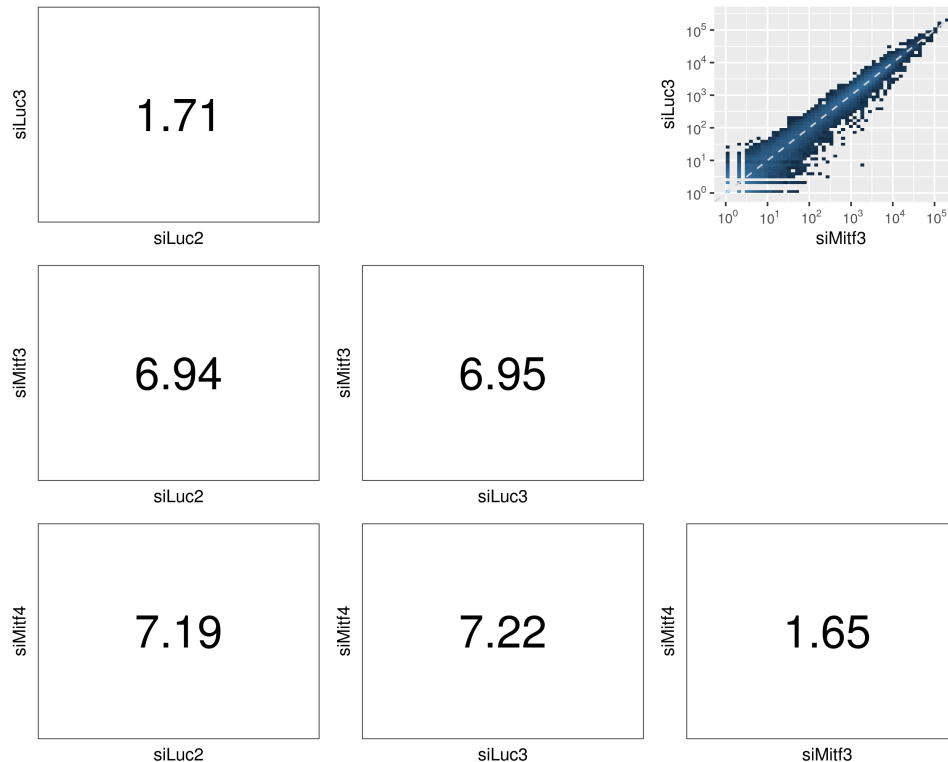 siLuc3
1.71
siLuc2
siLuc3
10⁵
10⁴
10³
10²
10¹
10⁰
10⁰ 10¹ 10² 10³ 10⁴ 10⁵
siMitf3
siMitf3
6.94
siLuc2
siMitf3
6.95
siLuc3
siMitf4
7.19
siLuc2
siMitf4
7.22
siLuc3
siMitf4
1.65
siMitf3